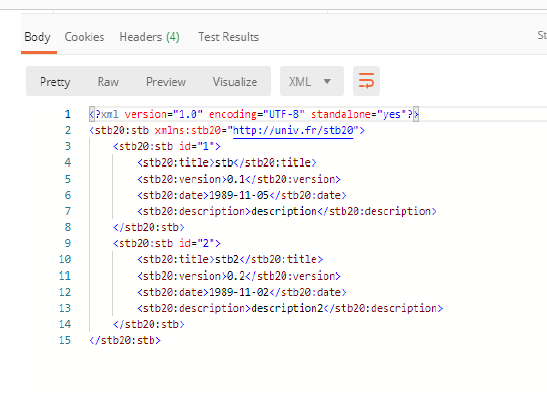 Body Cookies Headers (4) Test Results St
Pretty Raw Preview Visualize XML
1 <?xml version="1.0" encoding="UTF-8" standalone="yes"?>
2 <stb20:stb xmlns:stb20="http://univ.fr/stb20">
3 <stb20:stb id="1">
4 <stb20:title>stb</stb20:title>
5 <stb20:version>0.1</stb20:version>
6 <stb20:date>1989-11-05</stb20:date>
7 <stb20:description>description</stb20:description>
8 </stb20:stb>
9 <stb20:stb id="2">
10 <stb20:title>stb2</stb20:title>
11 <stb20:version>0.2</stb20:version>
12 <stb20:date>1989-11-02</stb20:date>
13 <stb20:description>description2</stb20:description>
14 </stb20:stb>
15 </stb20:stb>